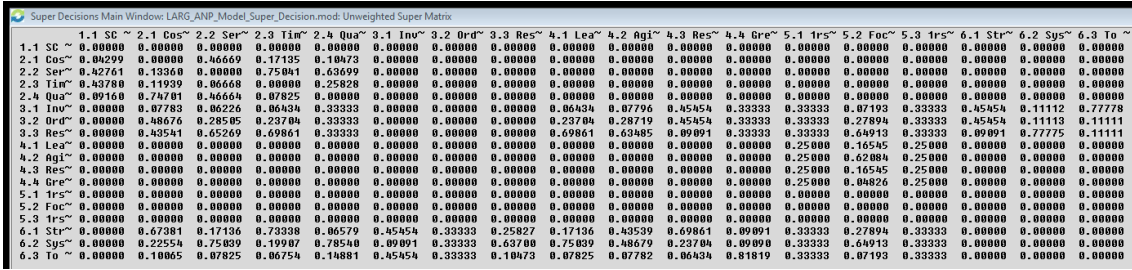 Super Decisions Main Window: LARG_ANP_Model_Super_Decision.mod: Unweighted Super Matrix
1.1 SC ~ 2.1 Cos~ 2.2 Ser~ 2.3 Tim~ 2.4 Qua~ 3.1 Inv~ 3.2 Ord~ 3.3 Res~ 4.1 Lea~ 4.2 Agi~ 4.3 Res~ 4.4 Gre~ 5.1 1rs~ 5.2 Foc~ 5.3 1rs~ 6.1 Str~ 6.2 Sys~ 6.3 To ~
1.1 SC ~ 0.00000 0.00000 0.00000 0.00000 0.00000 0.00000 0.00000 0.00000 0.00000 0.00000 0.00000 0.00000 0.00000 0.00000 0.00000 0.00000 0.00000 0.00000
2.1 Cos~ 0.04299 0.00000 0.46669 0.17135 0.10473 0.00000 0.00000 0.00000 0.00000 0.00000 0.00000 0.00000 0.00000 0.00000 0.00000 0.00000 0.00000 0.00000
2.2 Ser~ 0.42761 0.13360 0.00000 0.75041 0.63699 0.00000 0.00000 0.00000 0.00000 0.00000 0.00000 0.00000 0.00000 0.00000 0.00000 0.00000 0.00000 0.00000
2.3 Tim~ 0.43780 0.11939 0.06668 0.00000 0.25828 0.00000 0.00000 0.00000 0.00000 0.00000 0.00000 0.00000 0.00000 0.00000 0.00000 0.00000 0.00000 0.00000
2.4 Qua~ 0.09160 0.74701 0.46664 0.07825 0.00000 0.00000 0.00000 0.00000 0.00000 0.00000 0.00000 0.00000 0.00000 0.00000 0.00000 0.00000 0.00000 0.00000
3.1 Inv~ 0.00000 0.07783 0.06226 0.06434 0.33333 0.00000 0.00000 0.00000 0.06434 0.07796 0.45454 0.33333 0.33333 0.07193 0.33333 0.45454 0.11112 0.77778
3.2 Ord~ 0.00000 0.48676 0.28505 0.23704 0.33333 0.00000 0.00000 0.00000 0.23704 0.28719 0.45454 0.33333 0.33333 0.27894 0.33333 0.45454 0.11113 0.11111
3.3 Res~ 0.00000 0.43541 0.65269 0.69861 0.33333 0.00000 0.00000 0.00000 0.69861 0.63485 0.09091 0.33333 0.33333 0.64913 0.33333 0.09091 0.77775 0.11111
4.1 Lea~ 0.00000 0.00000 0.00000 0.00000 0.00000 0.00000 0.00000 0.00000 0.00000 0.00000 0.00000 0.00000 0.25000 0.16545 0.25000 0.00000 0.00000 0.00000
4.2 Agi~ 0.00000 0.00000 0.00000 0.00000 0.00000 0.00000 0.00000 0.00000 0.00000 0.00000 0.00000 0.00000 0.25000 0.62084 0.25000 0.00000 0.00000 0.00000
4.3 Res~ 0.00000 0.00000 0.00000 0.00000 0.00000 0.00000 0.00000 0.00000 0.00000 0.00000 0.00000 0.00000 0.25000 0.16545 0.25000 0.00000 0.00000 0.00000
4.4 Gre~ 0.00000 0.00000 0.00000 0.00000 0.00000 0.00000 0.00000 0.00000 0.00000 0.00000 0.00000 0.00000 0.25000 0.04826 0.25000 0.00000 0.00000 0.00000
5.1 1rs~ 0.00000 0.00000 0.00000 0.00000 0.00000 0.00000 0.00000 0.00000 0.00000 0.00000 0.00000 0.00000 0.00000 0.00000 0.00000 0.00000 0.00000 0.00000
5.2 Foc~ 0.00000 0.00000 0.00000 0.00000 0.00000 0.00000 0.00000 0.00000 0.00000 0.00000 0.00000 0.00000 0.00000 0.00000 0.00000 0.00000 0.00000 0.00000
5.3 1rs~ 0.00000 0.00000 0.00000 0.00000 0.00000 0.00000 0.00000 0.00000 0.00000 0.00000 0.00000 0.00000 0.00000 0.00000 0.00000 0.00000 0.00000 0.00000
6.1 Str~ 0.00000 0.67381 0.17136 0.73338 0.06579 0.45454 0.33333 0.25827 0.17136 0.43539 0.69861 0.09091 0.33333 0.27894 0.33333 0.00000 0.00000 0.00000
6.2 Sys~ 0.00000 0.22554 0.75039 0.19907 0.78540 0.09091 0.33333 0.63700 0.75039 0.48679 0.23704 0.09090 0.33333 0.64913 0.33333 0.00000 0.00000 0.00000
6.3 To ~ 0.00000 0.10065 0.07825 0.06754 0.14881 0.45454 0.33333 0.10473 0.07825 0.07782 0.06434 0.81819 0.33333 0.07193 0.33333 0.00000 0.00000 0.00000